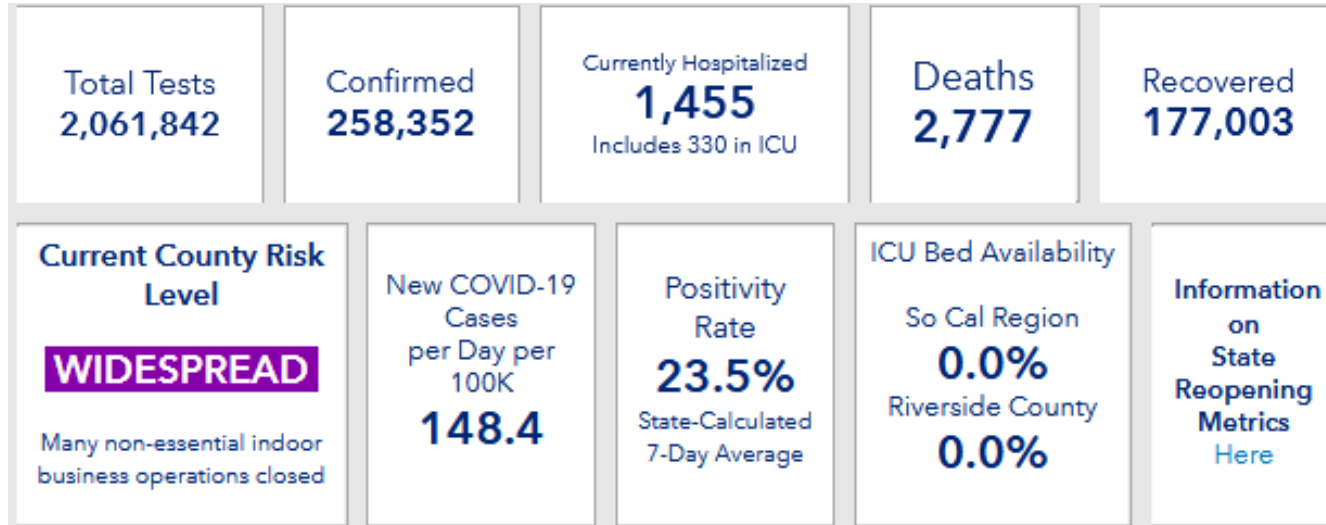 Total Tests
2,061,842
Confirmed
258,352
Currently Hospitalized
1,455
Includes 330 in ICU
Deaths
2,777
Recovered
177,003
Current County Risk
Level
WIDESPREAD
Many non-essential indoor
business operations closed
New COVID-19
Cases
per Day per
100K
148.4
Positivity
Rate
23.5%
State-Calculated
7-Day Average
ICU Bed Availability
So Cal Region
0.0%
Riverside County
0.0%
Information
on
State
Reopening
Metrics
Here